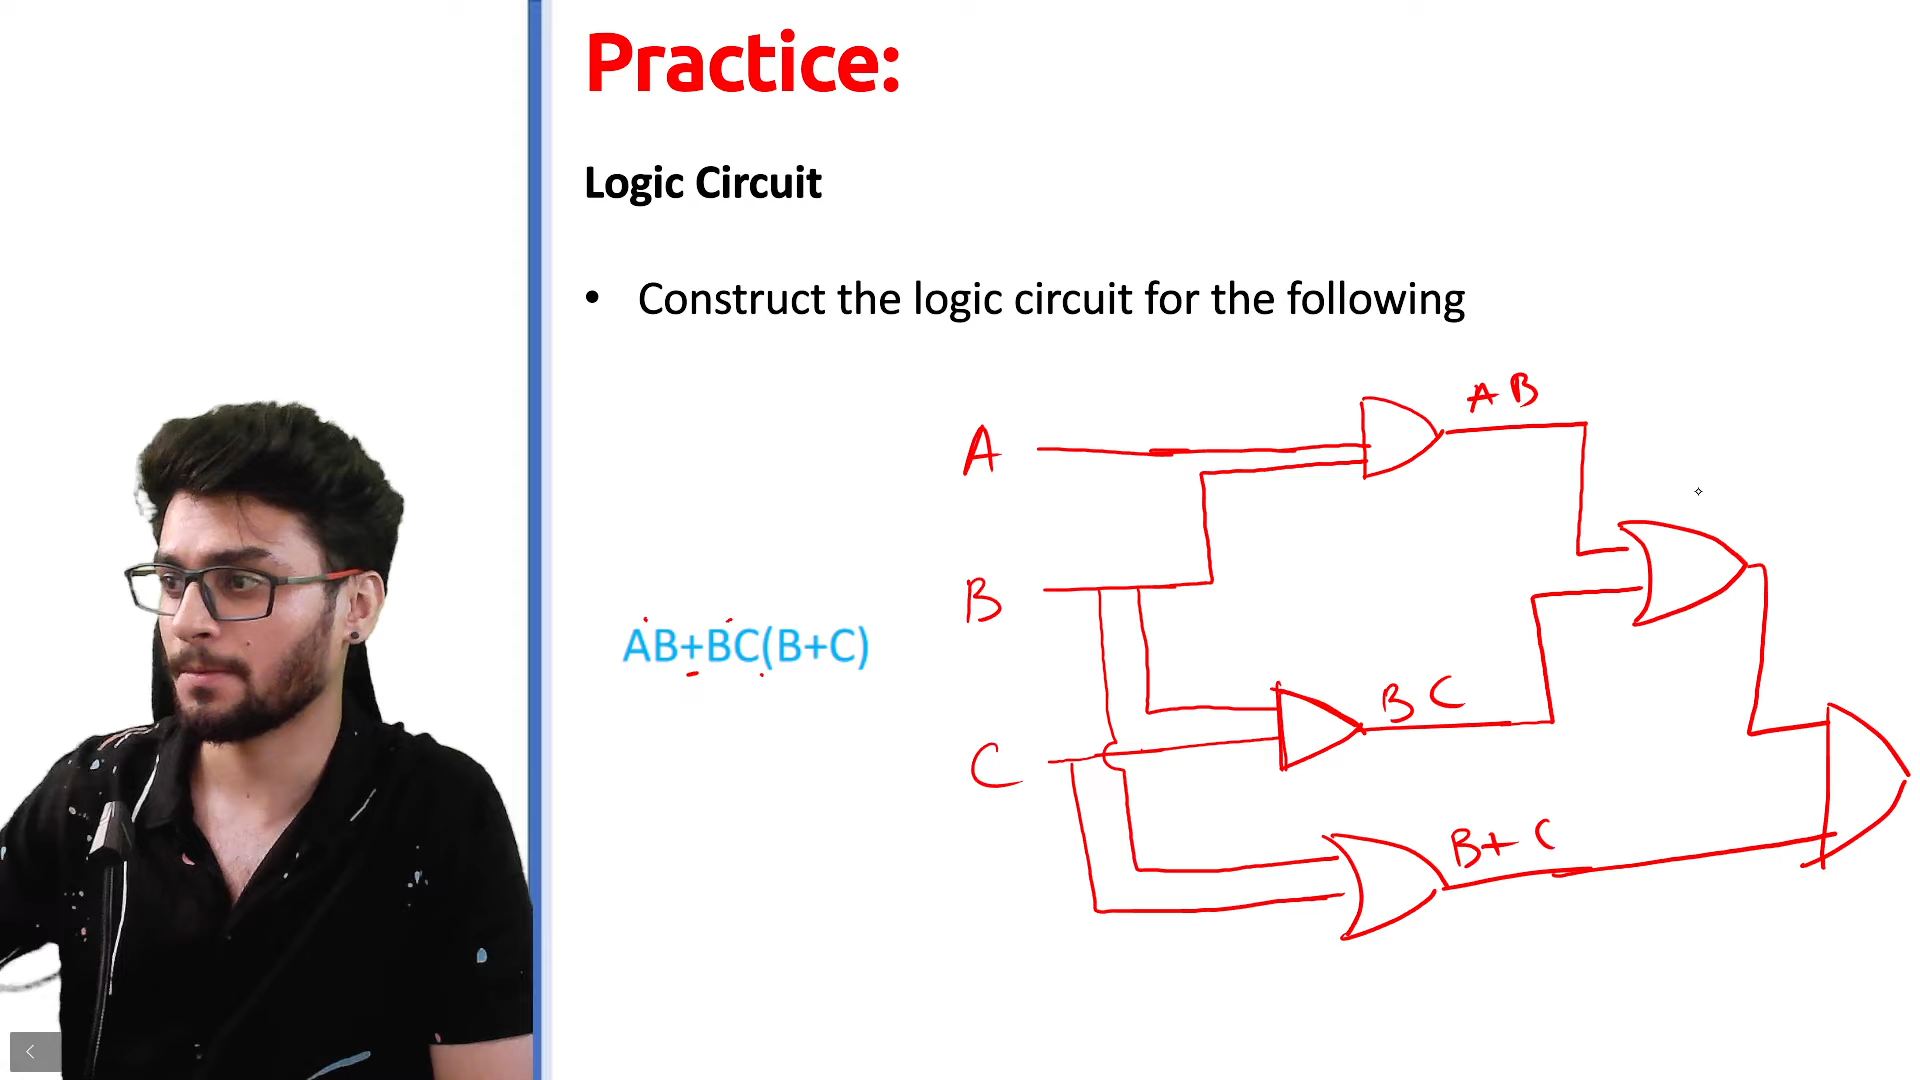 Practice:
Logic Circuit
• Construct the logic circuit for the following
AB
A
B
AB+BC(B+C)
BC
C
B+C